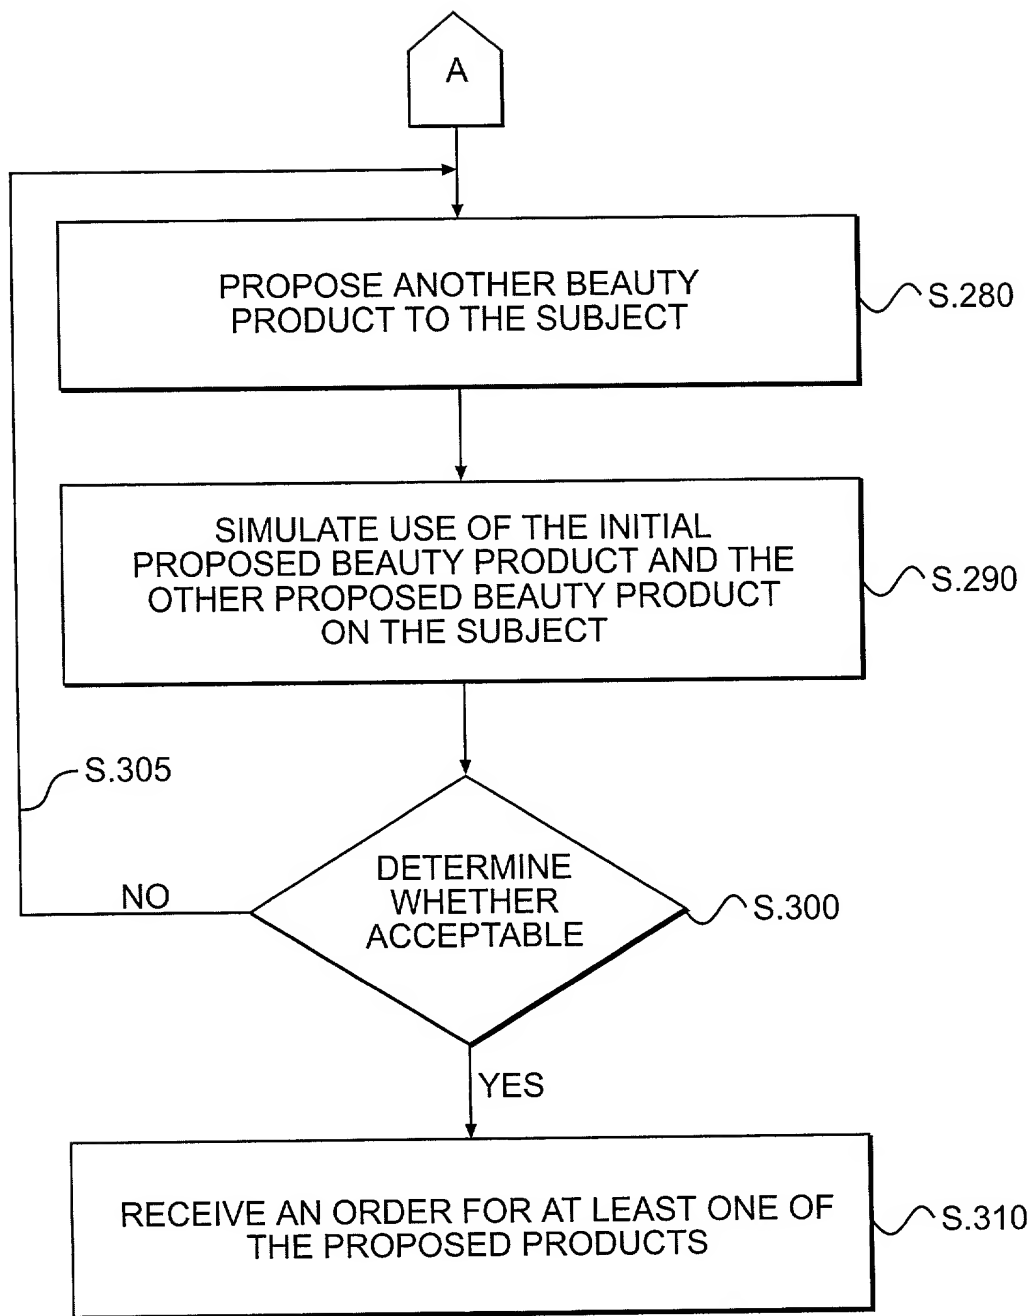 A
PROPOSE ANOTHER BEAUTY
PRODUCT TO THE SUBJECT
S.280
SIMULATE USE OF THE INITIAL
PROPOSED BEAUTY PRODUCT AND THE
OTHER PROPOSED BEAUTY PRODUCT
ON THE SUBJECT
S.290
S.305
DETERMINE
WHETHER
ACCEPTABLE
NO
S.300
YES
RECEIVE AN ORDER FOR AT LEAST ONE OF
THE PROPOSED PRODUCTS
S.310